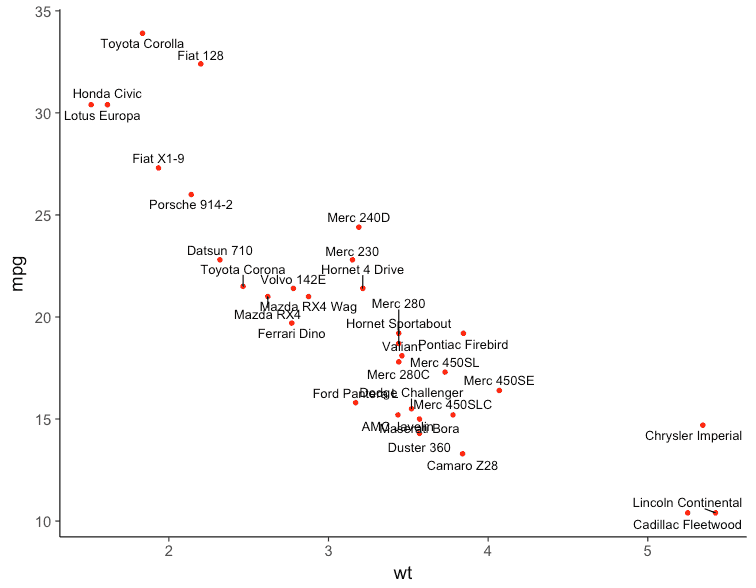 35
Toyota Corolla
Fiat 128
Honda Civic
30
Lotus Europa
Fiat X1-9
Porsche 914-2
25
Merc 240D
Datsun 710
Merc 230
Toyota Corona
Hornet 4 Drive
Volvo 142E
mpg
Merc 280
Mazda RX4 Wag
Mazda RX4
20
Hornet Sportabout
Ferrari Dino
Valiant
Pontiac Firebird
Merc 450SL
Merc 280C
Merc 450SE
Ford Pantera L
Dodge Challenger
Merc 450SLC
15
AMC Javelin
Maserati Bora
Chrysler Imperial
Duster 360
Camaro Z28
Lincoln Continental
10
Cadillac Fleetwood
2
3
4
5
wt